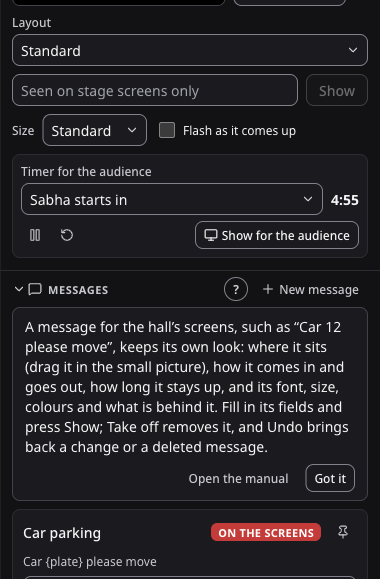 Layout
Standard
Seen on stage screens only
Show
Size
Standard
Flash as it comes up
Timer for the audience
Sabha starts in
4:55
Show for the audience
MESSAGES
?
+ New message
A message for the hall’s screens, such as “Car 12
please move”, keeps its own look: where it sits
(drag it in the small picture), how it comes in and
goes out, how long it stays up, and its font, size,
colours and what is behind it. Fill in its fields and
press Show; Take off removes it, and Undo brings
back a change or a deleted message.
Open the manual
Got it
Car parking
ON THE SCREENS
Car {plate} please move